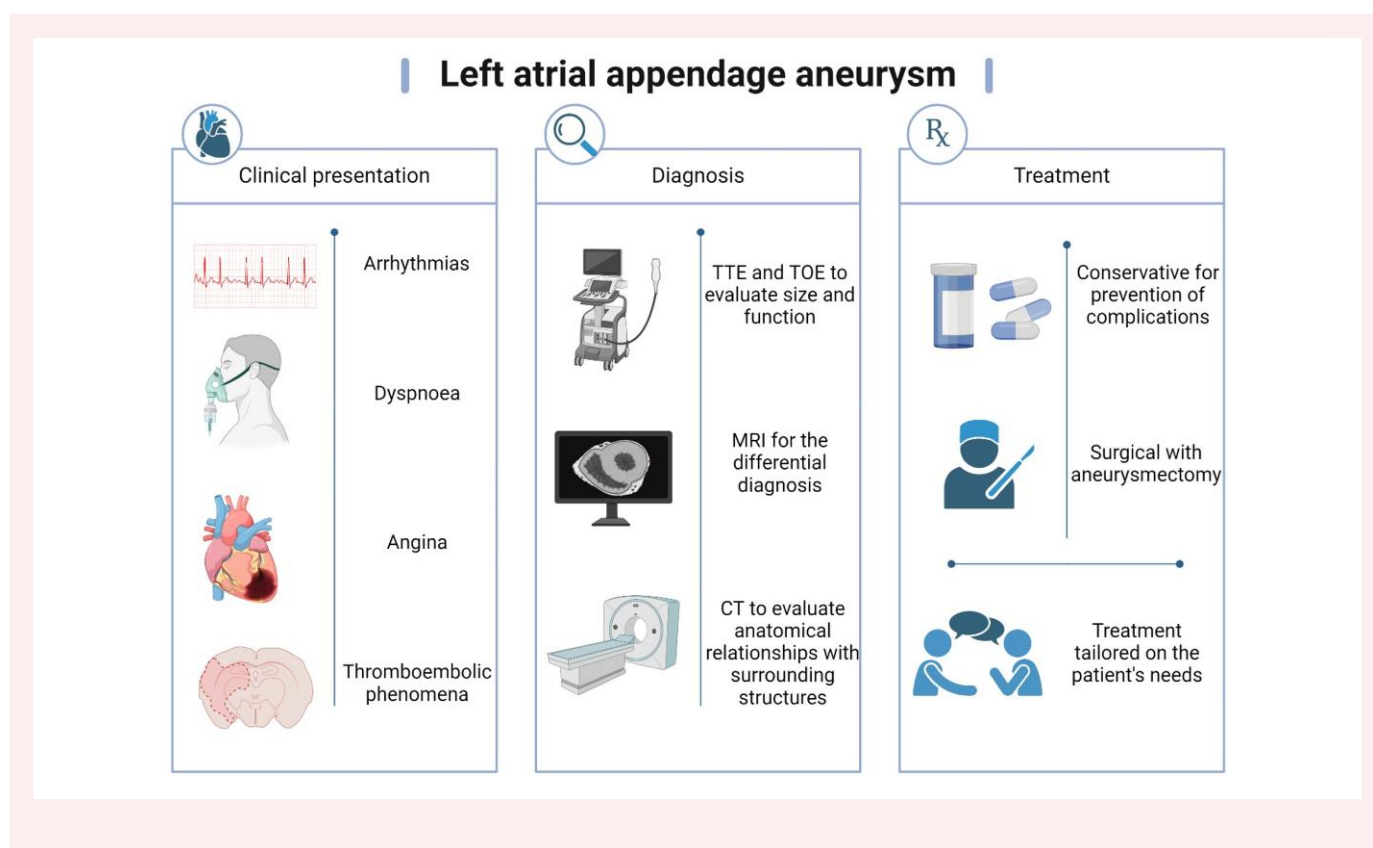 Left atrial appendage aneurysm
Clinical presentation
Arrhythmias
Dyspnoea
Angina
Thromboembolic
phenomena
Diagnosis
TTE and TOE to
evaluate size and
function
MRI for the
differential
diagnosis
CT to evaluate
anatomical
relationships with
surrounding
structures
Rx
Treatment
Conservative for
prevention of
complications
Surgical with
aneurysmectomy
Treatment
tailored on the
patient's needs